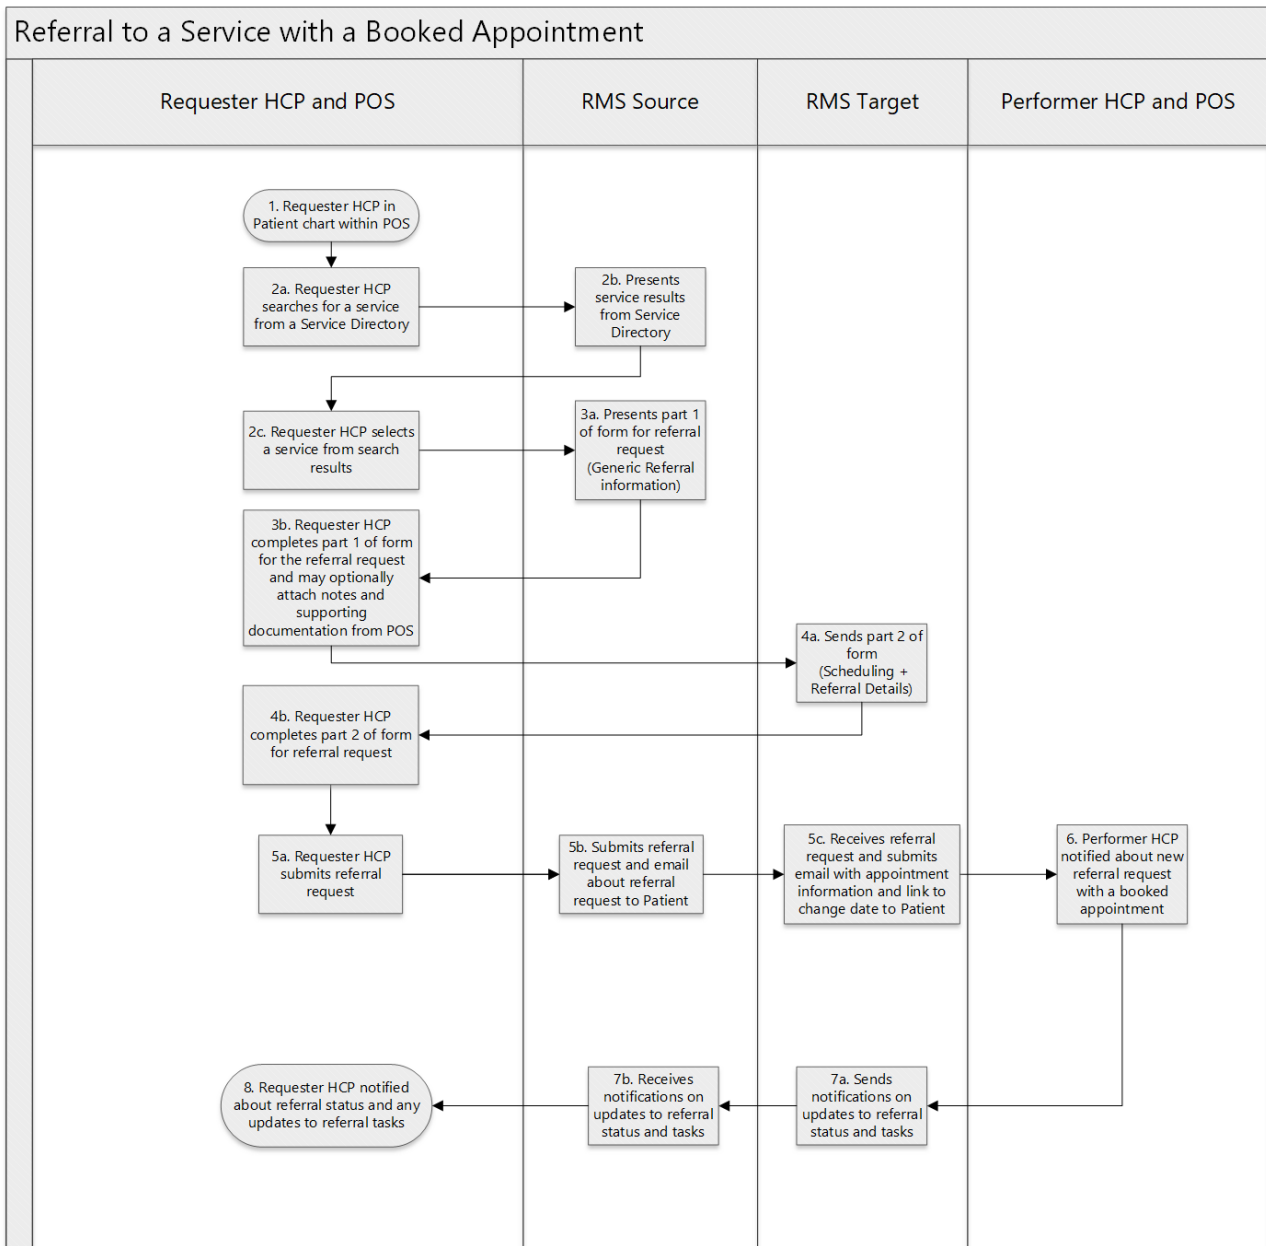 Referral to a Service with a Booked Appointment
Requester HCP and POS
RMS Source
RMS Target
Performer HCP and POS
1. Requester HCP in
Patient chart within POS
2a. Requester HCP
searches for a service
from a Service Directory
2b. Presents
service results
from Service
Directory
2c. Requester HCP selects
a service from search
results
3a. Presents part 1
of form for referral
request
(Generic Referral
information)
3b. Requester HCP
completes part 1 of form
for the referral request
and may optionally
attach notes and
supporting
documentation from POS
4a. Sends part 2 of
form
(Scheduling +
Referral Details)
4b. Requester HCP
completes part 2 of form
for referral request
5a. Requester HCP
submits referral
request
5b. Submits referral
request and email
about referral
request to Patient
5c. Receives referral
request and submits
email with appointment
information and link to
change date to Patient
6. Performer HCP
notified about new
referral request
with a booked
appointment
7a. Sends
notifications on
updates to referral
status and tasks
7b. Receives
notifications on
updates to referral
status and tasks
8. Requester HCP notified
about referral status and any
updates to referral tasks